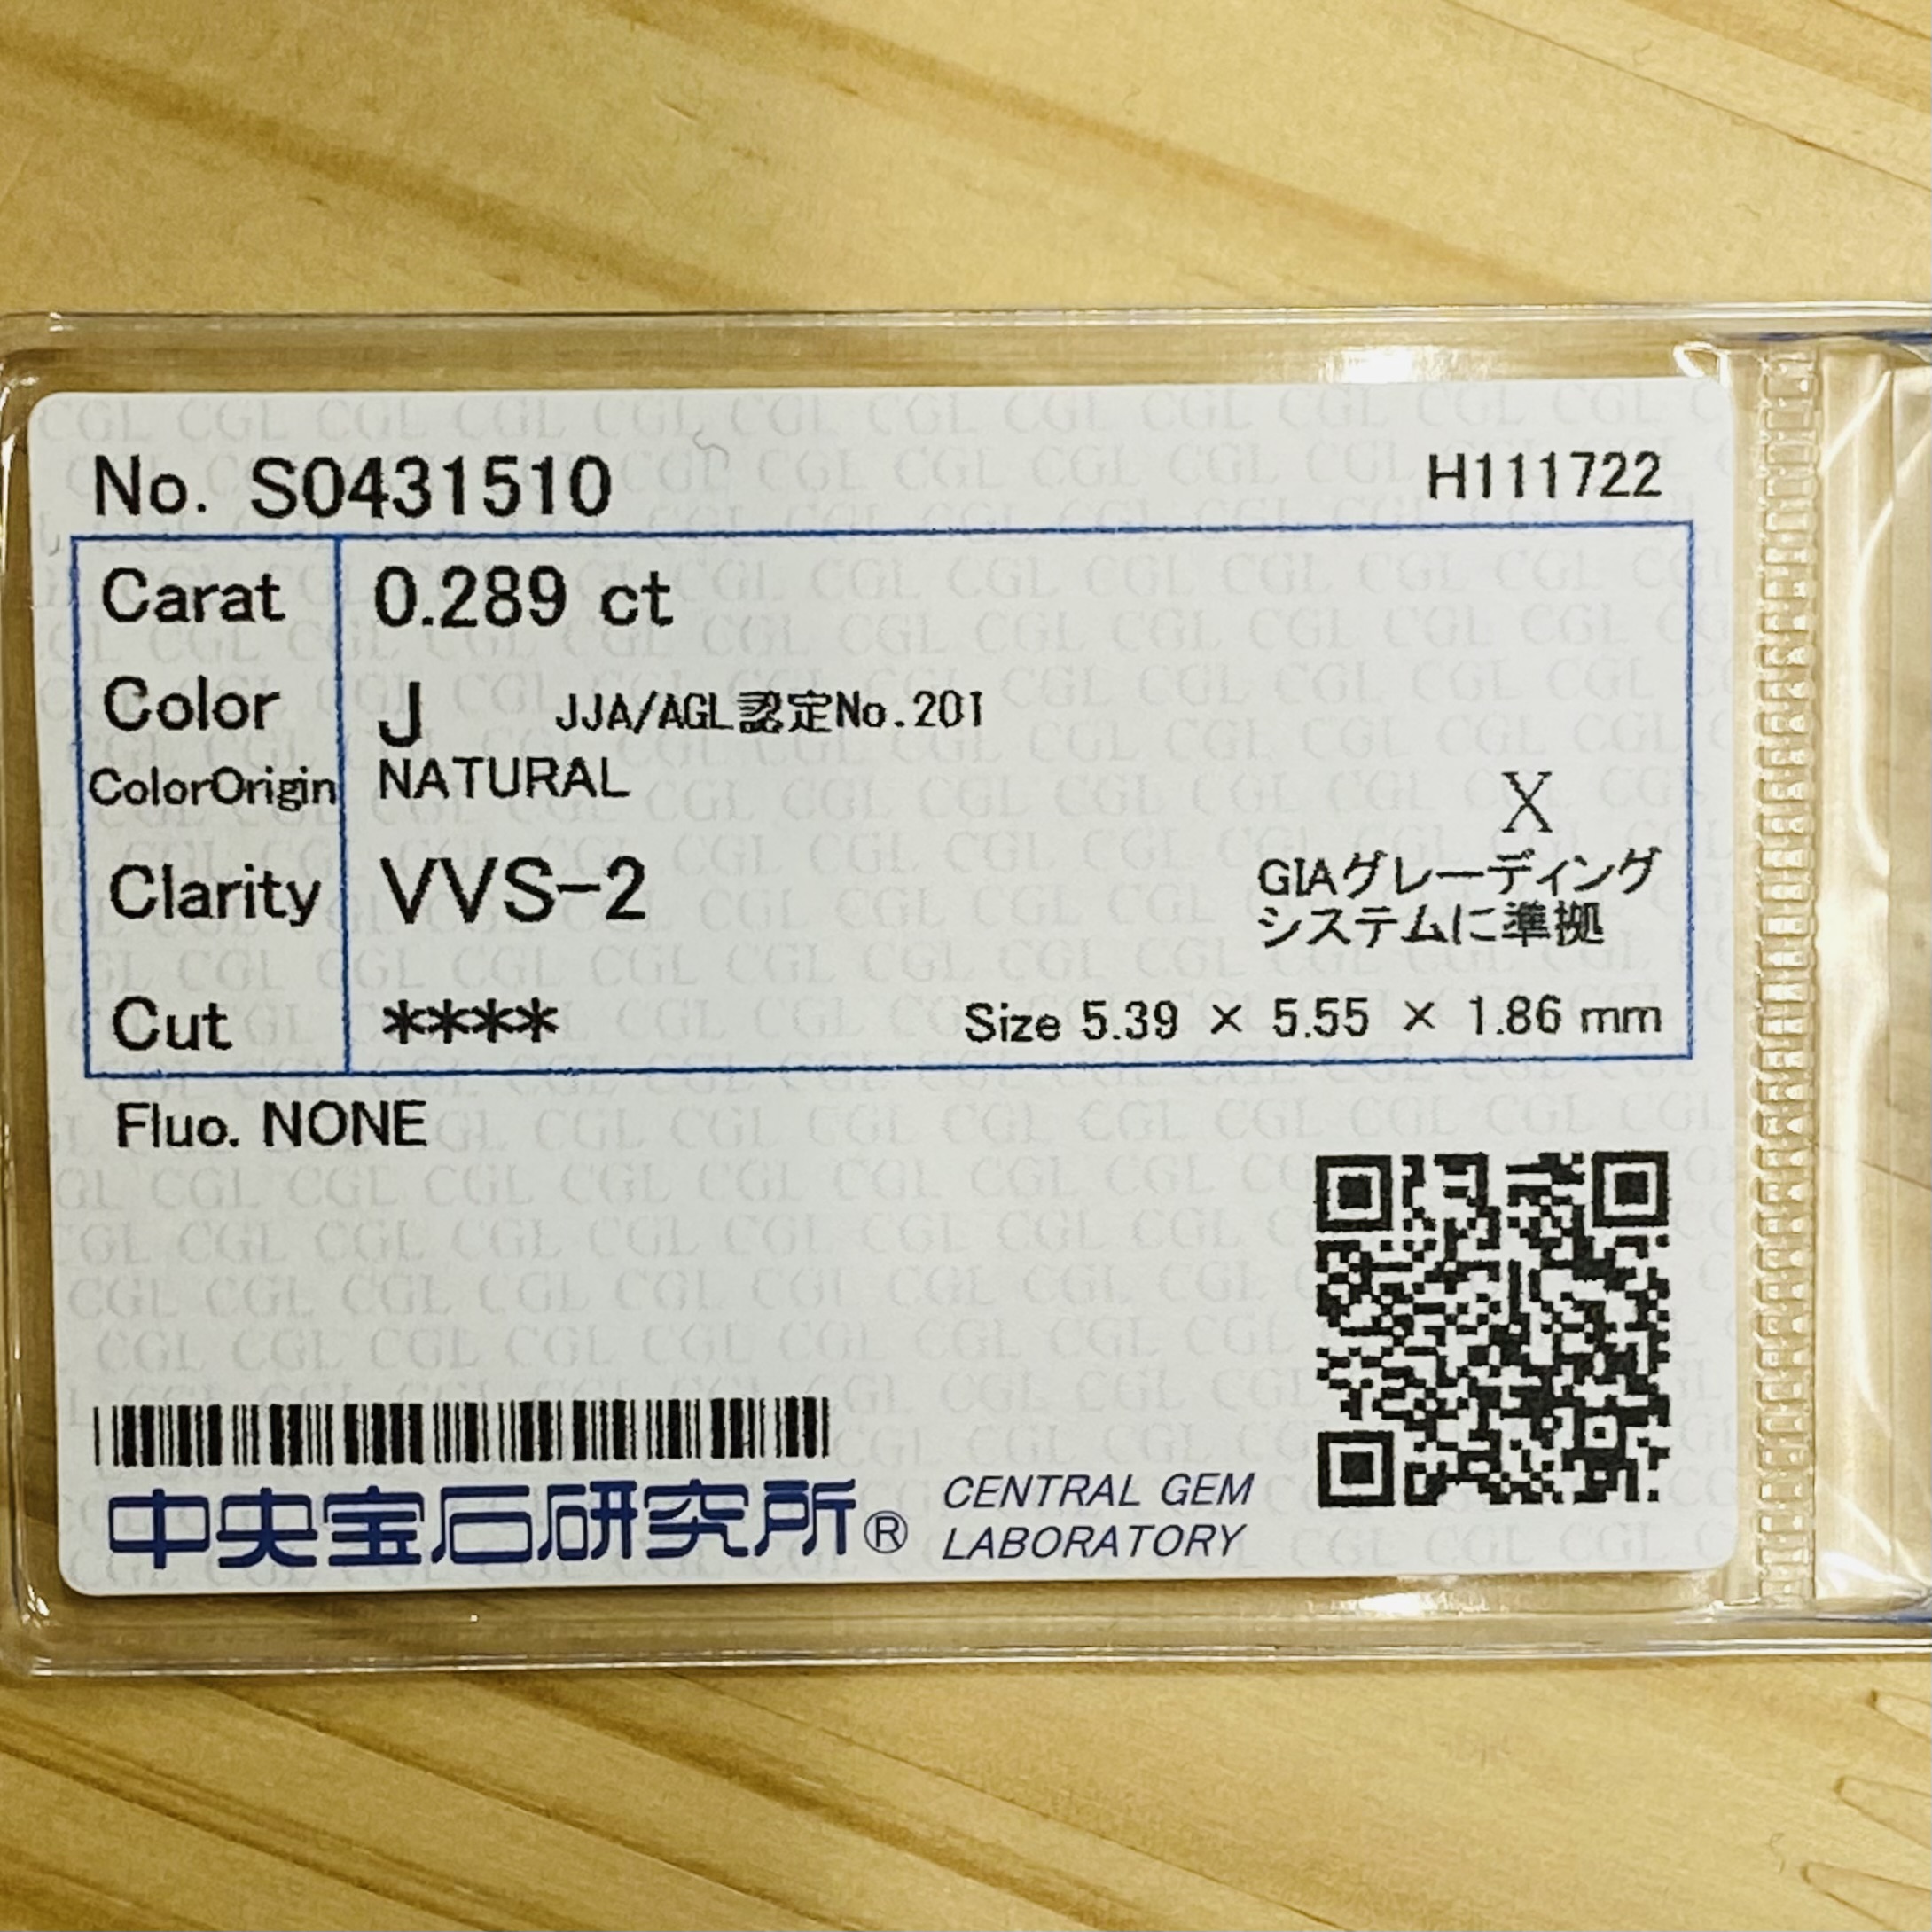 No. S0431510 H111722
Carat 0.289 ct
Color J JJA/AGL認定No.201
ColorOrigin NATURAL
X
Clarity VVS-2
GIAグレーディング
システムに準拠
Cut **** Size 5.39 × 5.55 × 1.86 mm
Fluo. NONE
中央宝石研究所® CENTRAL GEM
LABORATORY